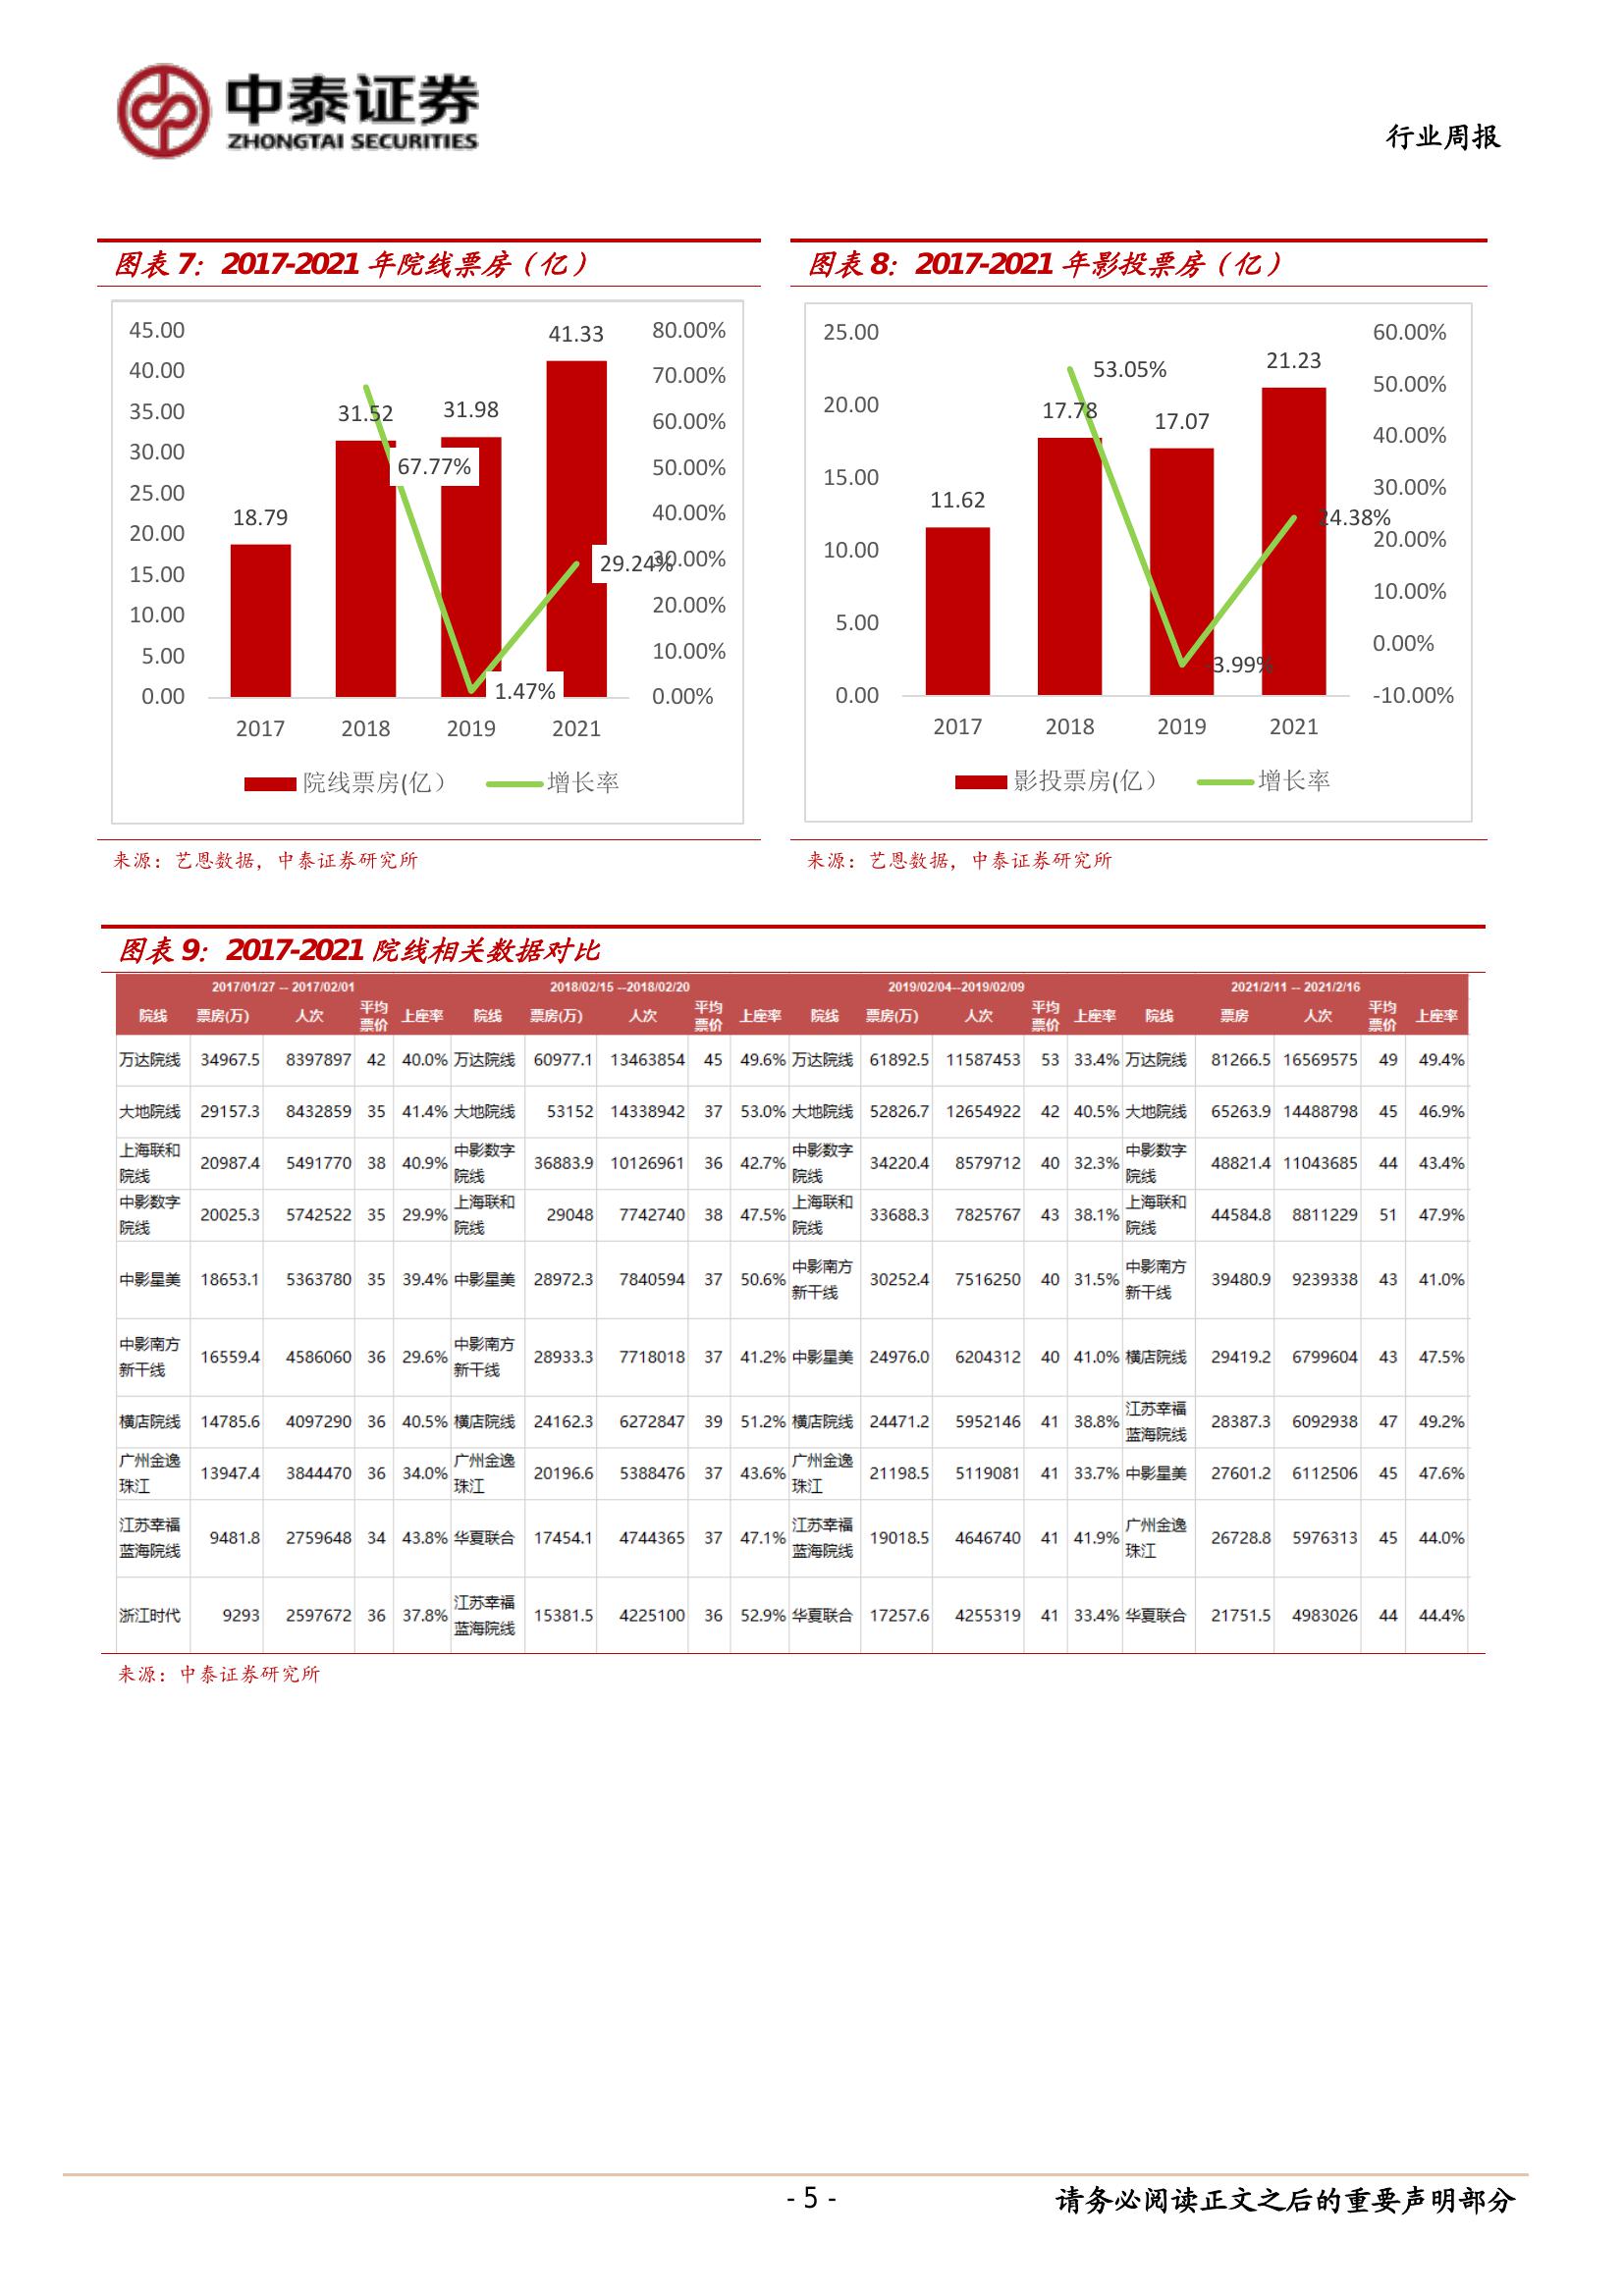 中泰证券
ZHONGTAI SECURITIES
行业周报
图表 7：2017-2021 年院线票房（亿）
45.00
40.00
35.00
30.00
25.00
20.00
15.00
10.00
5.00
0.00
18.79
31.52
31.98
41.33
67.77%
1.47%
29.24%
80.00%
70.00%
60.00%
50.00%
40.00%
30.00%
20.00%
10.00%
0.00%
2017 2018 2019 2021
院线票房(亿） 增长率
来源：艺恩数据，中泰证券研究所
图表 8：2017-2021 年影投票房（亿）
25.00
20.00
15.00
10.00
5.00
0.00
11.62
17.78
17.07
21.23
53.05%
-3.99%
24.38%
60.00%
50.00%
40.00%
30.00%
20.00%
10.00%
0.00%
-10.00%
2017 2018 2019 2021
影投票房(亿） 增长率
来源：艺恩数据，中泰证券研究所
图表 9：2017-2021 院线相关数据对比
2017/01/27 -- 2017/02/01 2018/02/15 --2018/02/20 2019/02/04--2019/02/09 2021/2/11 -- 2021/2/16
院线 票房(万) 人次 平均票价 上座率 院线 票房(万) 人次 平均票价 上座率 院线 票房(万) 人次 平均票价 上座率 院线 票房 人次 平均票价 上座率
万达院线 34967.5 8397897 42 40.0% 万达院线 60977.1 13463854 45 49.6% 万达院线 61892.5 11587453 53 33.4% 万达院线 81266.5 16569575 49 49.4%
大地院线 29157.3 8432859 35 41.4% 大地院线 53152 14338942 37 53.0% 大地院线 52826.7 12654922 42 40.5% 大地院线 65263.9 14488798 45 46.9%
上海联和院线 20987.4 5491770 38 40.9% 中影数字院线 36883.9 10126961 36 42.7% 中影数字院线 34220.4 8579712 40 32.3% 中影数字院线 48821.4 11043685 44 43.4%
中影数字院线 20025.3 5742522 35 29.9% 上海联和院线 29048 7742740 38 47.5% 上海联和院线 33688.3 7825767 43 38.1% 上海联和院线 44584.8 8811229 51 47.9%
中影星美 18653.1 5363780 35 39.4% 中影星美 28972.3 7840594 37 50.6% 中影南方新干线 30252.4 7516250 40 31.5% 中影南方新干线 39480.9 9239338 43 41.0%
中影南方新干线 16559.4 4586060 36 29.6% 中影南方新干线 28933.3 7718018 37 41.2% 中影星美 24976.0 6204312 40 41.0% 横店院线 29419.2 6799604 43 47.5%
横店院线 14785.6 4097290 36 40.5% 横店院线 24162.3 6272847 39 51.2% 横店院线 24471.2 5952146 41 38.8% 江苏幸福蓝海院线 28387.3 6092938 47 49.2%
广州金逸珠江 13947.4 3844470 36 34.0% 广州金逸珠江 20196.6 5388476 37 43.6% 广州金逸珠江 21198.5 5119081 41 33.7% 中影星美 27601.2 6112506 45 47.6%
江苏幸福蓝海院线 9481.8 2759648 34 43.8% 华夏联合 17454.1 4744365 37 47.1% 江苏幸福蓝海院线 19018.5 4646740 41 41.9% 广州金逸珠江 26728.8 5976313 45 44.0%
浙江时代 9293 2597672 36 37.8% 江苏幸福蓝海院线 15381.5 4225100 36 52.9% 华夏联合 17257.6 4255319 41 33.4% 华夏联合 21751.5 4983026 44 44.4%
来源：中泰证券研究所
- 5 -
请务必阅读正文之后的重要声明部分